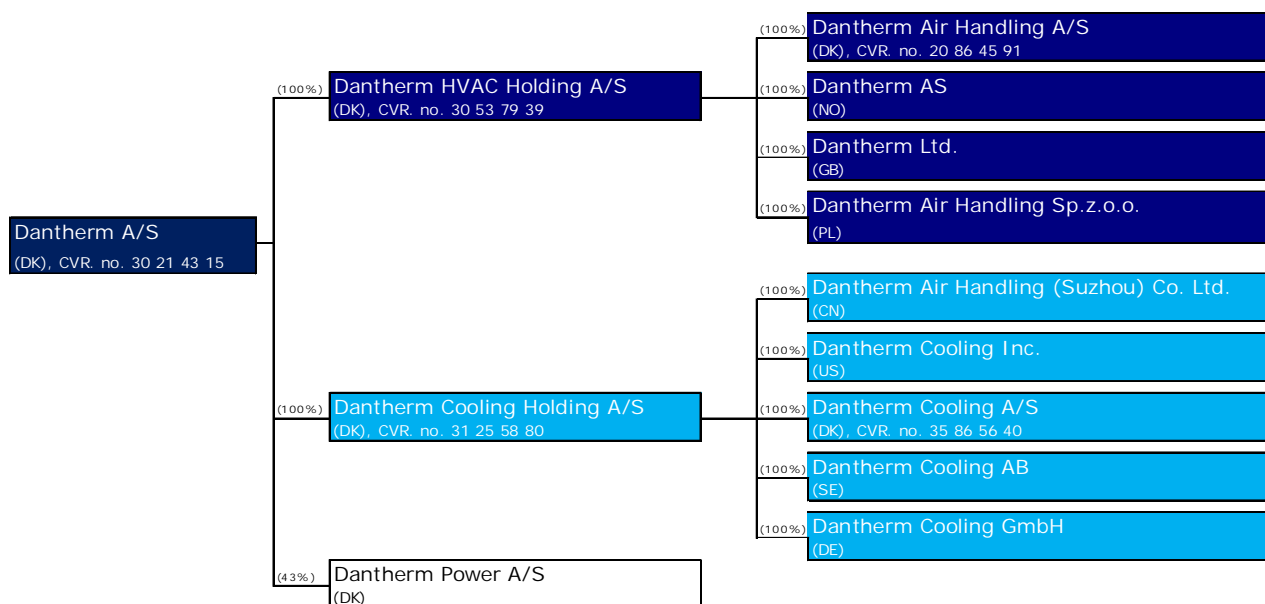 Dantherm A/S
(DK), CVR. no. 30 21 43 15
(100%)
Dantherm HVAC Holding A/S
(DK), CVR. no. 30 53 79 39
(100%)
Dantherm Air Handling A/S
(DK), CVR. no. 20 86 45 91
(100%)
Dantherm AS
(NO)
(100%)
Dantherm Ltd.
(GB)
(100%)
Dantherm Air Handling Sp.z.o.o.
(PL)
(100%)
Dantherm Cooling Holding A/S
(DK), CVR. no. 31 25 58 80
(100%)
Dantherm Air Handling (Suzhou) Co. Ltd.
(CN)
(100%)
Dantherm Cooling Inc.
(US)
(100%)
Dantherm Cooling A/S
(DK), CVR. no. 35 86 56 40
(100%)
Dantherm Cooling AB
(SE)
(100%)
Dantherm Cooling GmbH
(DE)
(43%)
Dantherm Power A/S
(DK)